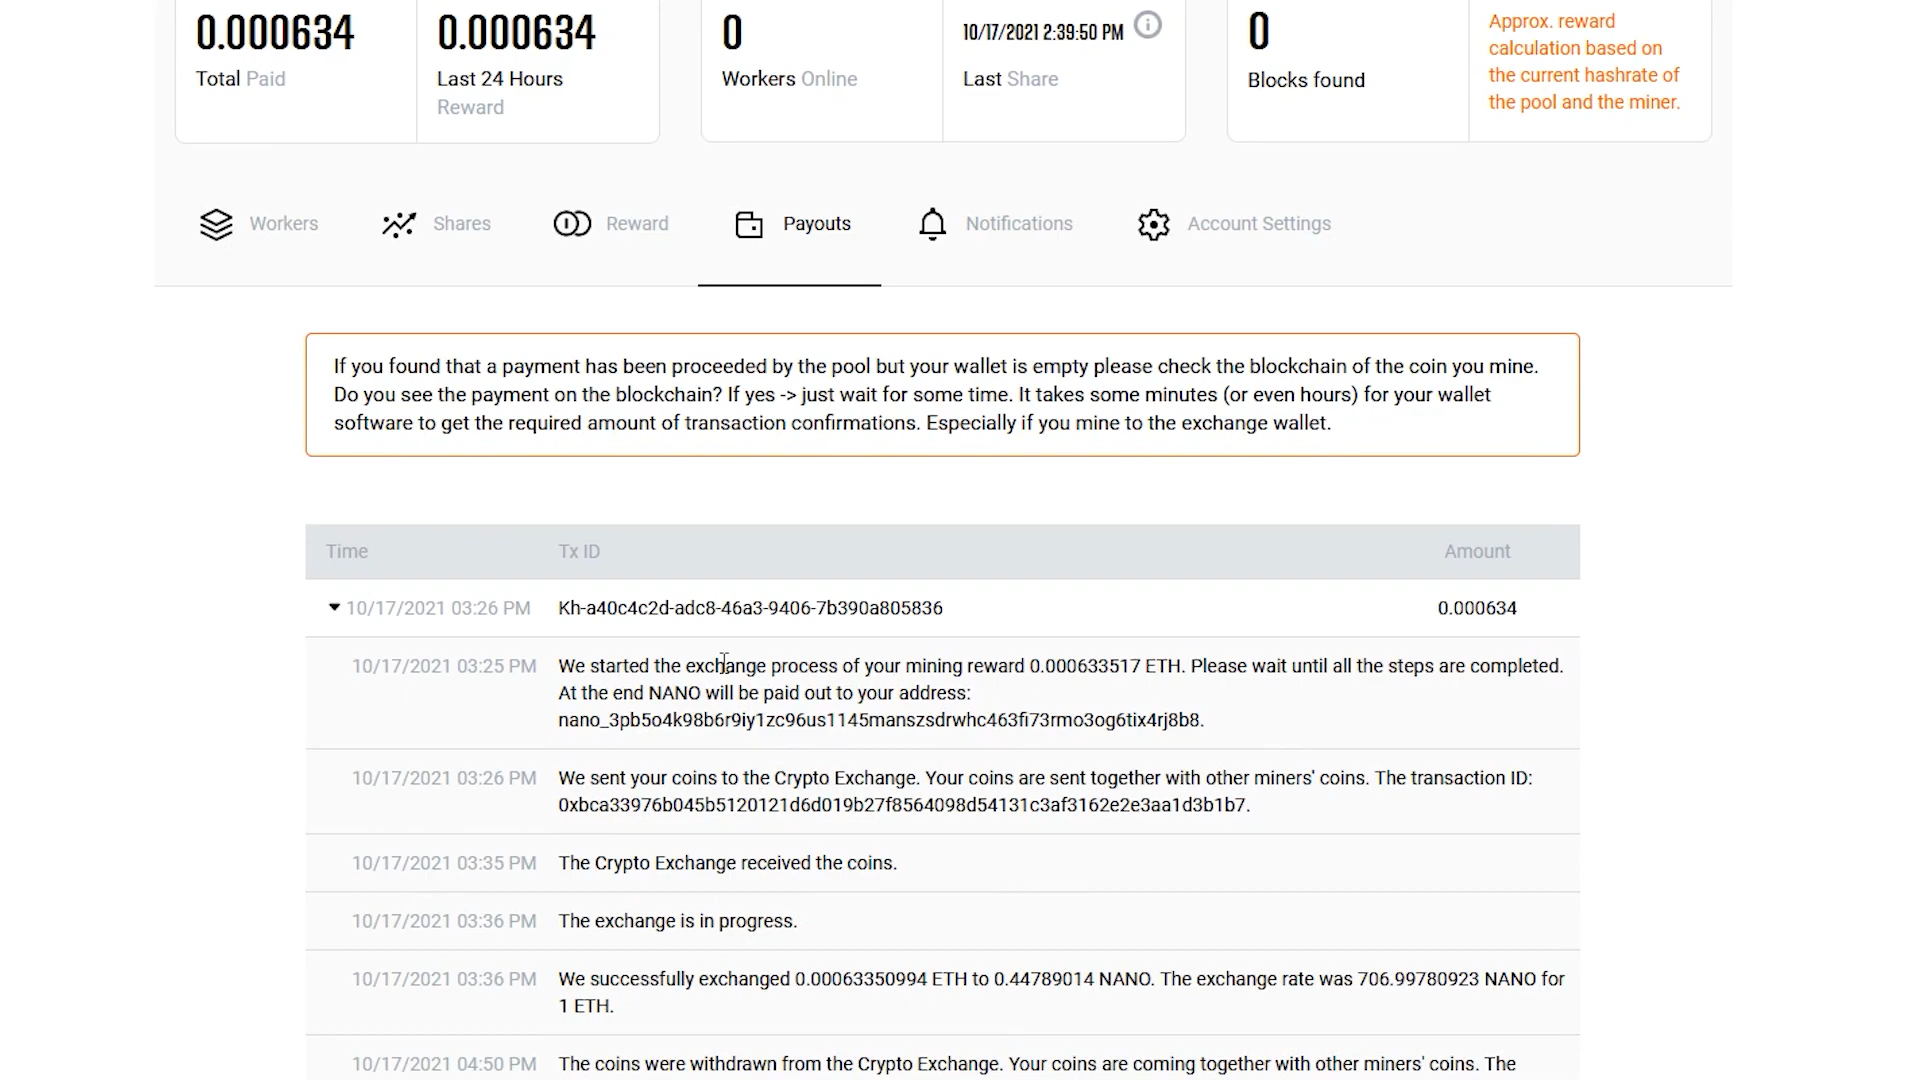 0.000634
Total Paid
0.000634
Last 24 Hours
Reward
0
Workers Online
10/17/2021 2:39:50 PM
Last Share
0
Blocks found
Approx. reward
calculation based on
the current hashrate of
the pool and the miner.
Workers
Shares
Reward
Payouts
Notifications
Account Settings
If you found that a payment has been proceeded by the pool but your wallet is empty please check the blockchain of the coin you mine.
Do you see the payment on the blockchain? If yes -> just wait for some time. It takes some minutes (or even hours) for your wallet
software to get the required amount of transaction confirmations. Especially if you mine to the exchange wallet.
Time Tx ID Amount
10/17/2021 03:26 PM Kh-a40c4c2d-adc8-46a3-9406-7b390a805836 0.000634
10/17/2021 03:25 PM We started the exchange process of your mining reward 0.000633517 ETH. Please wait until all the steps are completed.
At the end NANO will be paid out to your address:
nano_3pb5o4k98b6r9iy1zc96us1145manszsdrwhc463fi73rmo3og6tix4rj8b8.
10/17/2021 03:26 PM We sent your coins to the Crypto Exchange. Your coins are sent together with other miners' coins. The transaction ID:
0xbca33976b045b5120121d6d019b27f8564098d54131c3af3162e2e3aa1d3b1b7.
10/17/2021 03:35 PM The Crypto Exchange received the coins.
10/17/2021 03:36 PM The exchange is in progress.
10/17/2021 03:36 PM We successfully exchanged 0.00063350994 ETH to 0.44789014 NANO. The exchange rate was 706.99780923 NANO for
1 ETH.
10/17/2021 04:50 PM The coins were withdrawn from the Crypto Exchange. Your coins are coming together with other miners' coins. The